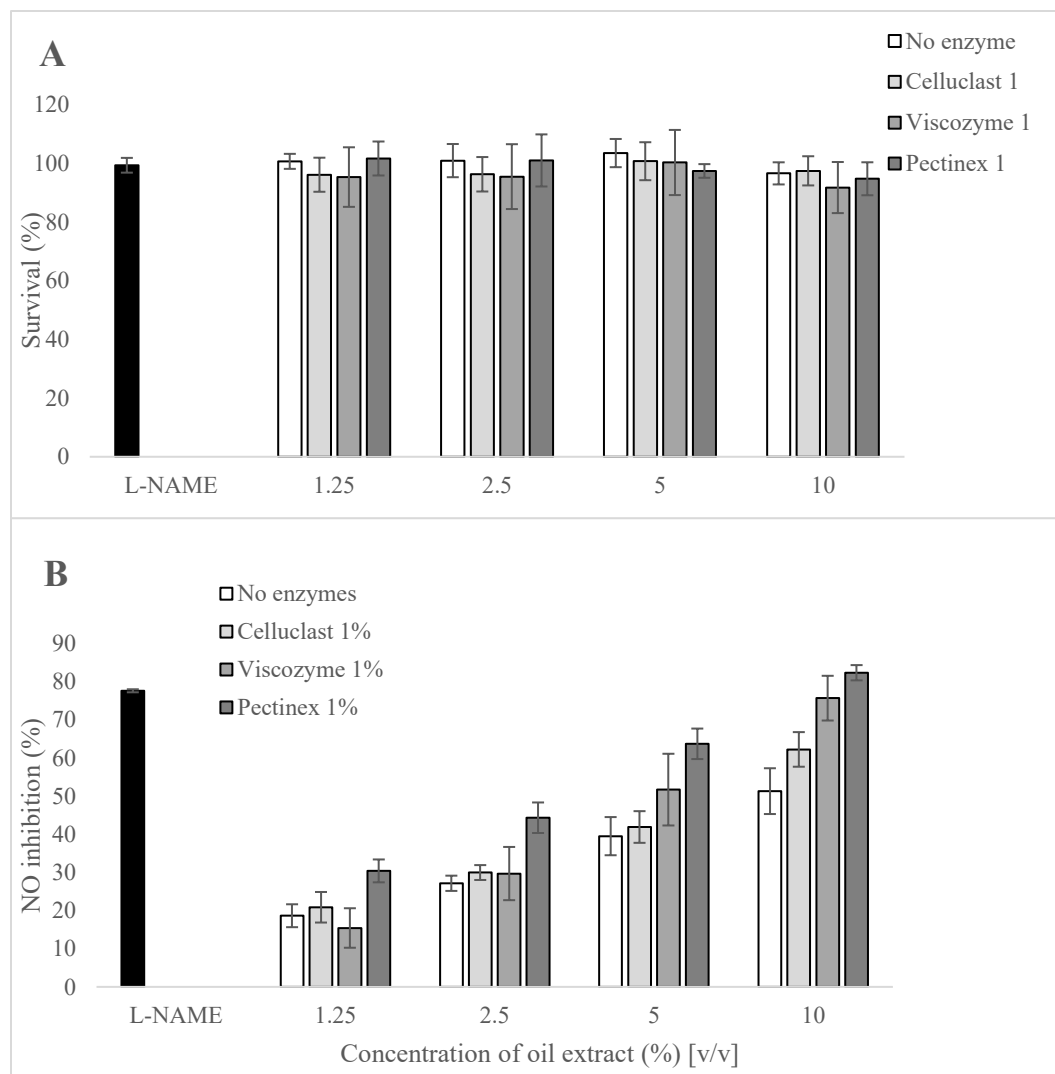 A
No enzyme
Celluclast 1
Viscozyme 1
Pectinex 1
Survival (%)
120
100
80
60
40
20
0
L-NAME 1.25 2.5 5 10
B
No enzymes
Celluclast 1%
Viscozyme 1%
Pectinex 1%
NO inhibition (%)
90
80
70
60
50
40
30
20
10
0
L-NAME 1.25 2.5 5 10
Concentration of oil extract (%) [v/v]